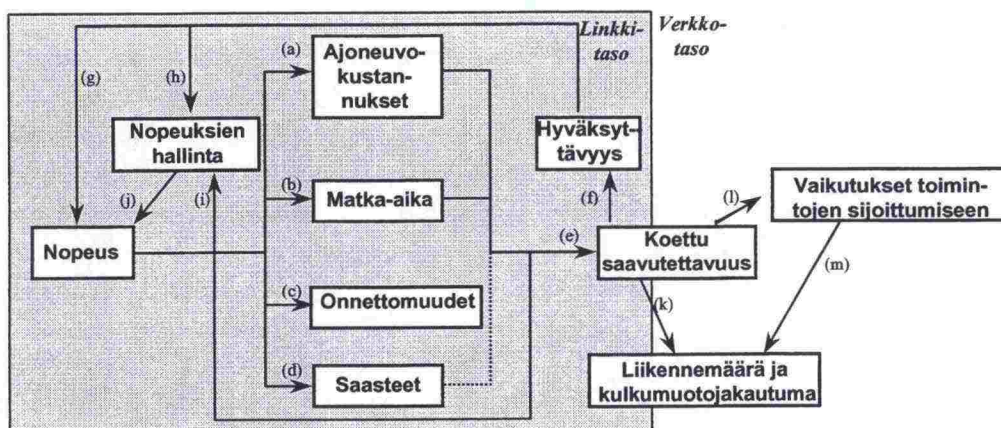 Linkki-
taso
Verkko-
taso
(a)
Ajoneuvo-
kustan-
nukset
(g)
(h)
Nopeuksien
hallinta
Hyväksyt-
tävyys
(j)
(i)
(b)
Matka-aika
(f)
(l)
Vaikutukset toimin-
tojen sijoittumiseen
Nopeus
(e)
Koettu
saavutettavuus
(m)
(c)
Onnettomuudet
(k)
(d)
Saasteet
Liikennemäärä ja
kulkumuotojakautuma